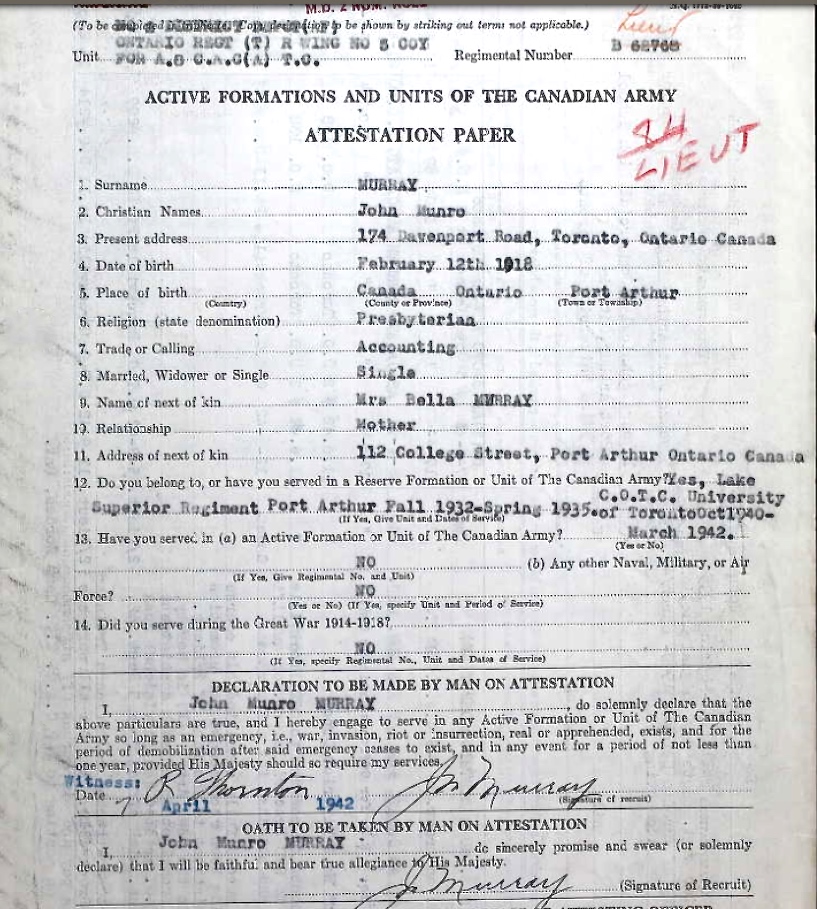 M.D. 2
(To be completed in Copy declaration to be shown by striking out terms not applicable.)
Lieut
ONTARIO REGT (T) R WING NO 5 COY
B 62768
Unit FOR A.8 C.A.C(A) T.C. Regimental Number
ACTIVE FORMATIONS AND UNITS OF THE CANADIAN ARMY
ATTESTATION PAPER
LIEUT
1. Surname MURRAY
2. Christian Names John Munro
3. Present address 174 Davenport Road, Toronto, Ontario Canada
4. Date of birth February 12th 1918
5. Place of birth Canada Ontario Port Arthur
(Country) (County or Province) (Town or Township)
6. Religion (state denomination) Presbyterian
7. Trade or Calling Accounting
8. Married, Widower or Single Single
9. Name of next of kin Mrs Bella MURRAY
10. Relationship Mother
11. Address of next of kin 112 College Street, Port Arthur Ontario Canada
12. Do you belong to, or have you served in a Reserve Formation or Unit of The Canadian Army? Yes, Lake
C.O.T.C. University
Superior Regiment Port Arthur Fall 1932-Spring 1935. of Toronto Oct 1940-
(If Yes, Give Unit and Dates of Service)
13. Have you served in (a) an Active Formation or Unit of The Canadian Army? March 1942.
(Yes or No)
NO (b) Any other Naval, Military, or Air
(If Yes, Give Regimental No. and Unit)
Force? NO
(Yes or No) (If Yes, specify Unit and Period of Service)
14. Did you serve during the Great War 1914-1918?
NO
(If Yes, specify Regimental No., Unit and Dates of Service)
DECLARATION TO BE MADE BY MAN ON ATTESTATION
I, John Munro MURRAY, do solemnly declare that the
above particulars are true, and I hereby engage to serve in any Active Formation or Unit of The Canadian
Army so long as an emergency, i.e., war, invasion, riot or insurrection, real or apprehended, exists, and for the
period of demobilization after said emergency ceases to exist, and in any event for a period of not less than
one year, provided His Majesty should so require my services.
Witness: R Thornton J M Murray
Date April 1942 (Signature of recruit)
OATH TO BE TAKEN BY MAN ON ATTESTATION
I, John Munro MURRAY do sincerely promise and swear (or solemnly
declare) that I will be faithful and bear true allegiance to His Majesty.
J M Murray (Signature of Recruit)